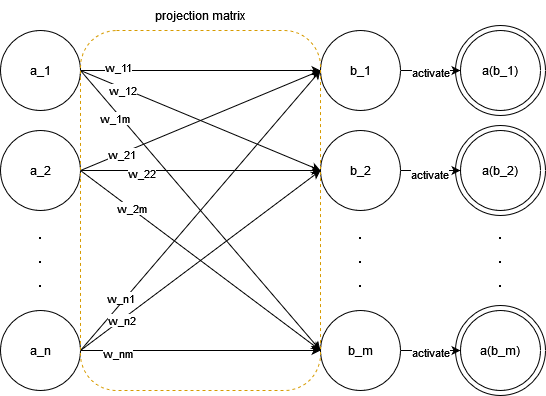 projection matrix
a_1
w_11
b_1
activate
a(b_1)
w_12
w_1m
w_21
a_2
w_22
b_2
activate
a(b_2)
w_2m
. . .
. . .
. . .
w_n1
w_n2
a_n
w_nm
b_m
activate
a(b_m)